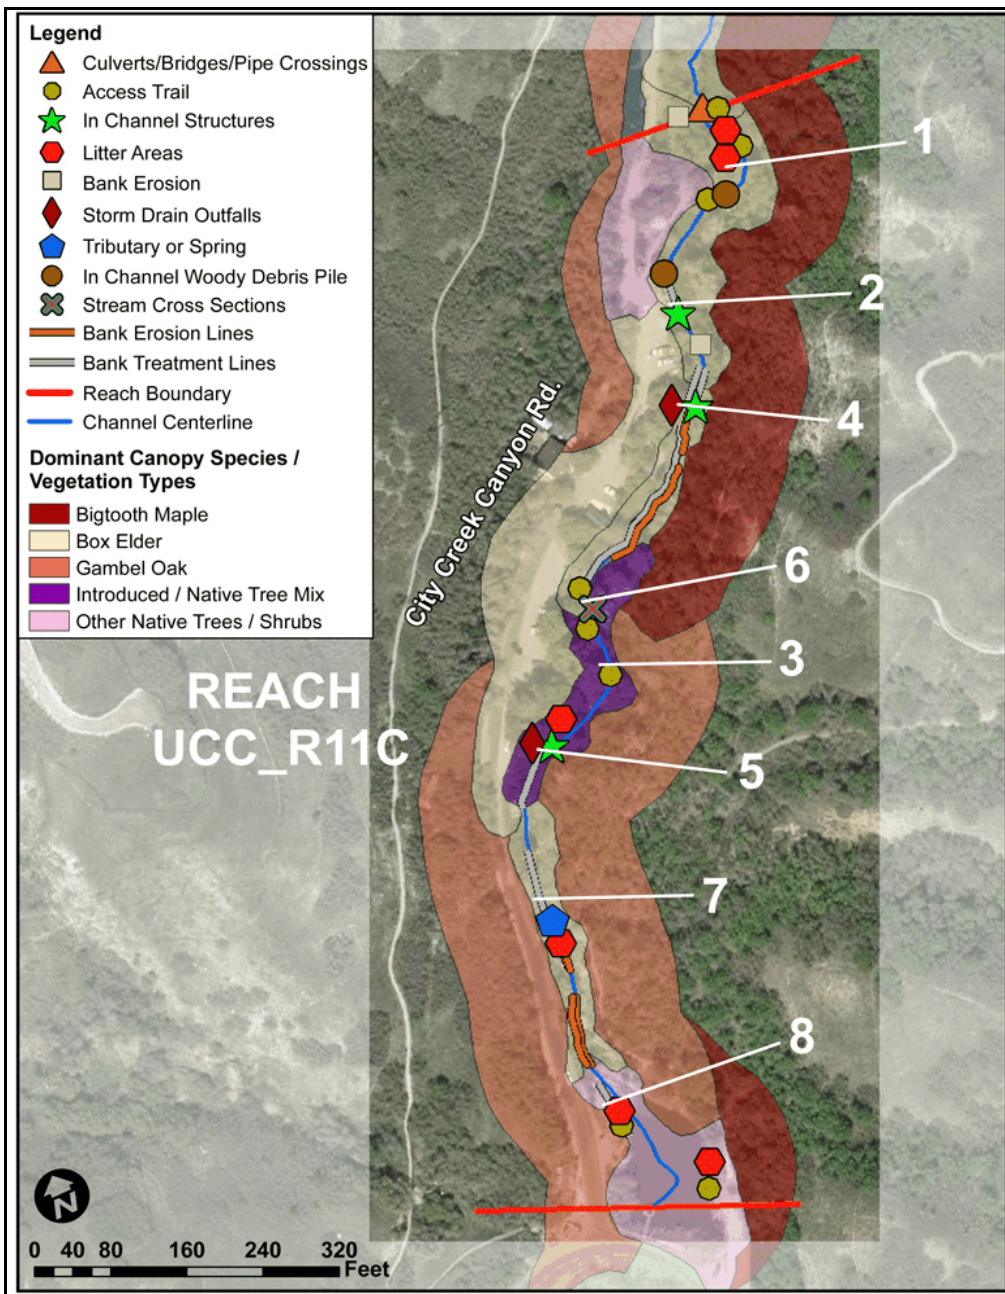 Legend
Culverts/Bridges/Pipe Crossings
Access Trail
In Channel Structures
Litter Areas
Bank Erosion
Storm Drain Outfalls
Tributary or Spring
In Channel Woody Debris Pile
Stream Cross Sections
Bank Erosion Lines
Bank Treatment Lines
Reach Boundary
Channel Centerline
Dominant Canopy Species /
Vegetation Types
Bigtooth Maple
Box Elder
Gambel Oak
Introduced / Native Tree Mix
Other Native Trees / Shrubs
1
2
4
City Creek Canyon Rd.
6
3
REACH
UCC_R11C
5
7
8
N
0 40 80 160 240 320
Feet